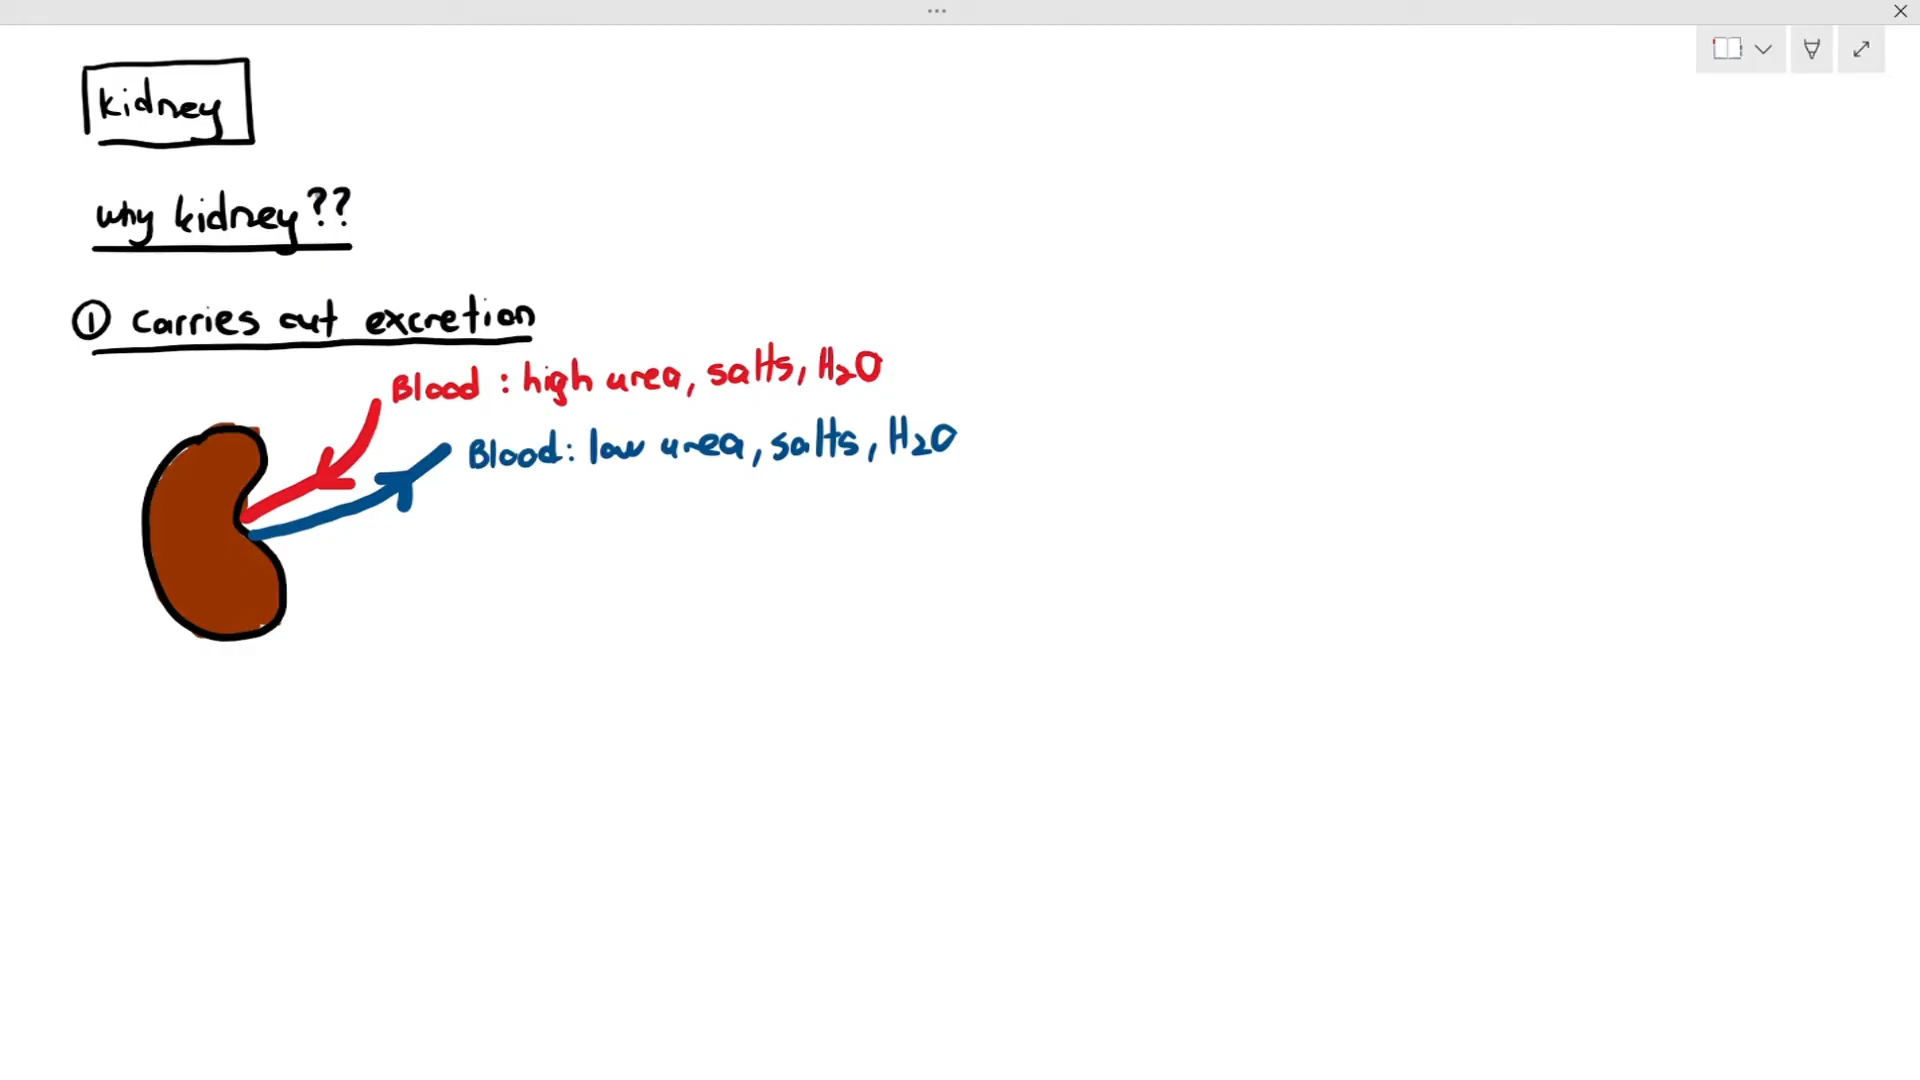 kidney
why kidney??
① Carries out excretion
Blood : high urea, salts, H₂O
Blood: low urea, salts, H₂O